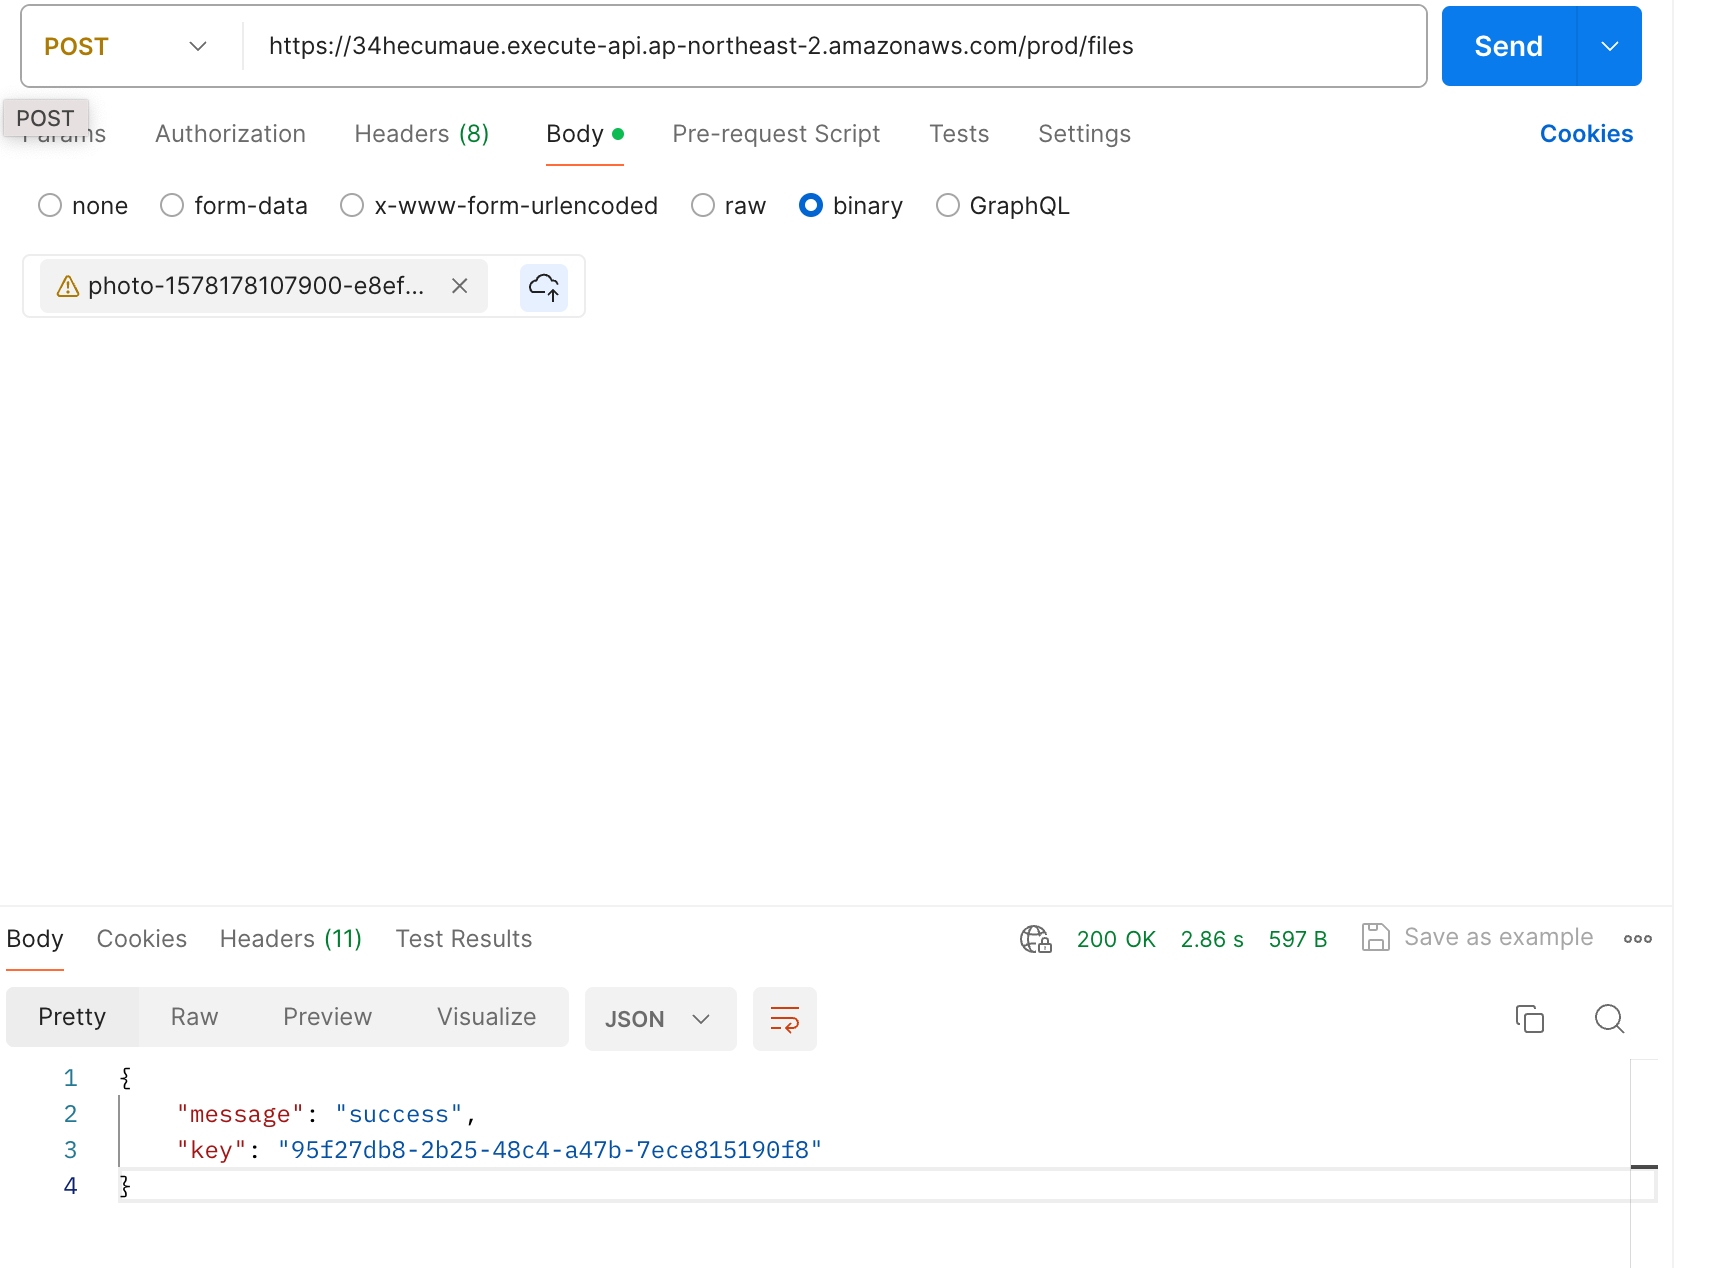 POST https://34hecumaue.execute-api.ap-northeast-2.amazonaws.com/prod/files Send
POST
Params Authorization Headers (8) Body Pre-request Script Tests Settings Cookies
none form-data x-www-form-urlencoded raw binary GraphQL
photo-1578178107900-e8ef...
Body Cookies Headers (11) Test Results 200 OK 2.86 s 597 B Save as example
Pretty Raw Preview Visualize JSON
1 {
2 "message": "success",
3 "key": "95f27db8-2b25-48c4-a47b-7ece815190f8"
4 }